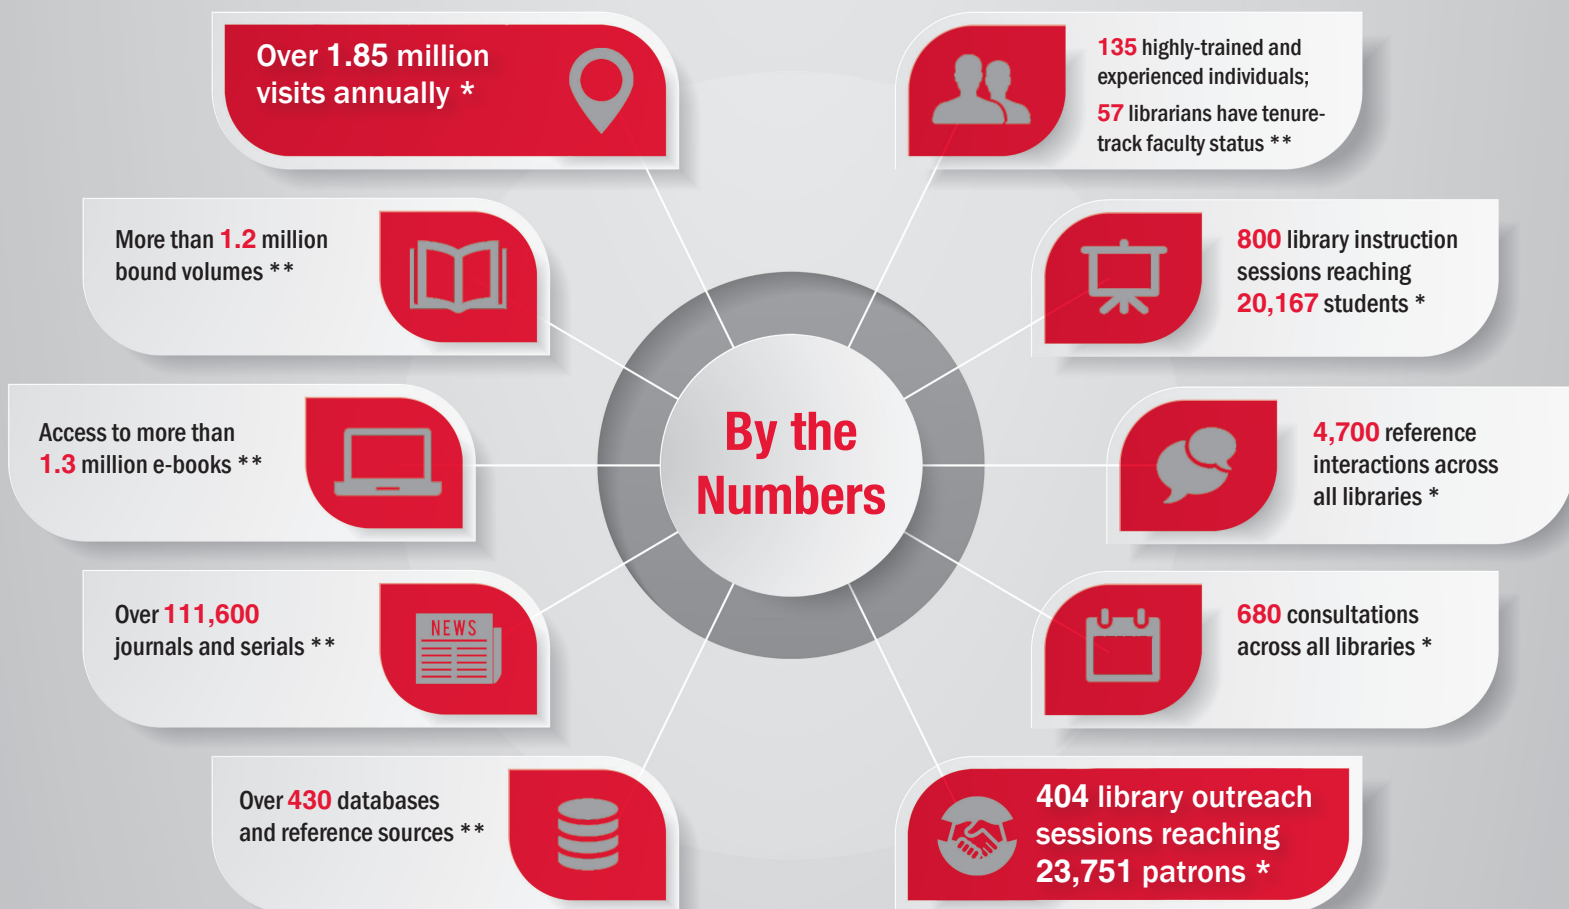 Over 1.85 million
visits annually *
135 highly-trained and
experienced individuals;
57 librarians have tenure-
track faculty status **
More than 1.2 million
bound volumes **
800 library instruction
sessions reaching
20,167 students *
Access to more than
1.3 million e-books **
By the
Numbers
4,700 reference
interactions across
all libraries *
Over 111,600
journals and serials **
NEWS
680 consultations
across all libraries *
Over 430 databases
and reference sources **
404 library outreach
sessions reaching
23,751 patrons *